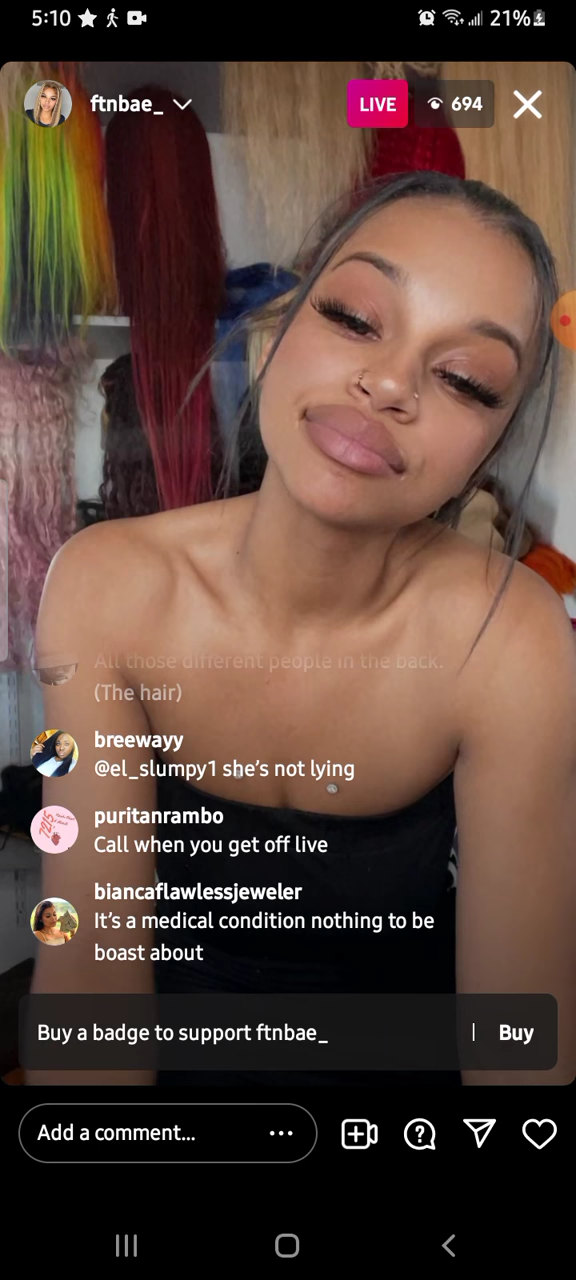 5:10
21%
ftnbae_
LIVE
694
All those different people in the back.
(The hair)
breewayy
@el_slumpy1 she's not lying
puritanrambo
Call when you get off live
biancaflawlessjeweler
It's a medical condition nothing to be
boast about
Buy a badge to support ftnbae_ | Buy
Add a comment...